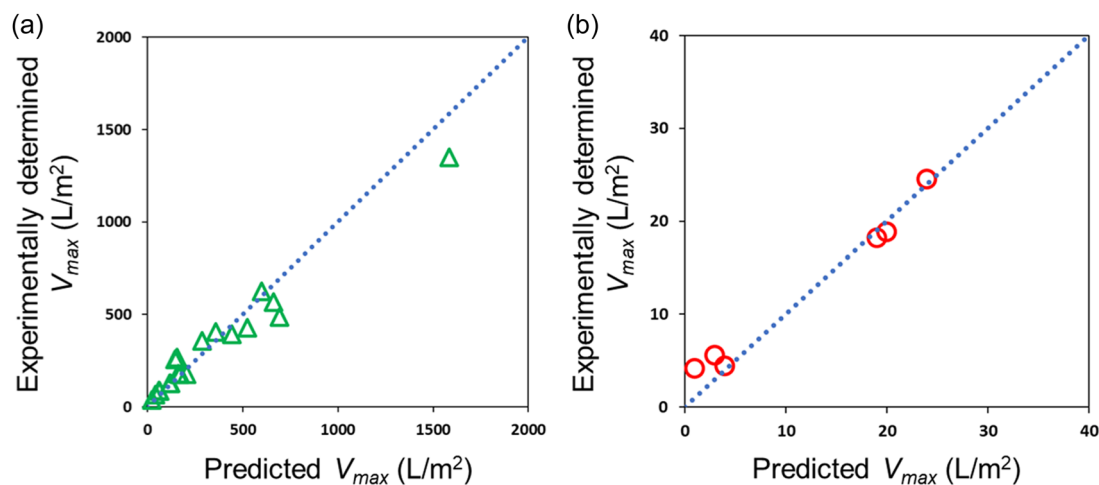 (a)
Experimentally determined
Vmax (L/m²)
2000
1500
1000
500
0
0 500 1000 1500 2000
Predicted Vmax (L/m²)
(b)
Experimentally determined
Vmax (L/m²)
40
30
20
10
0
0 10 20 30 40
Predicted Vmax (L/m²)